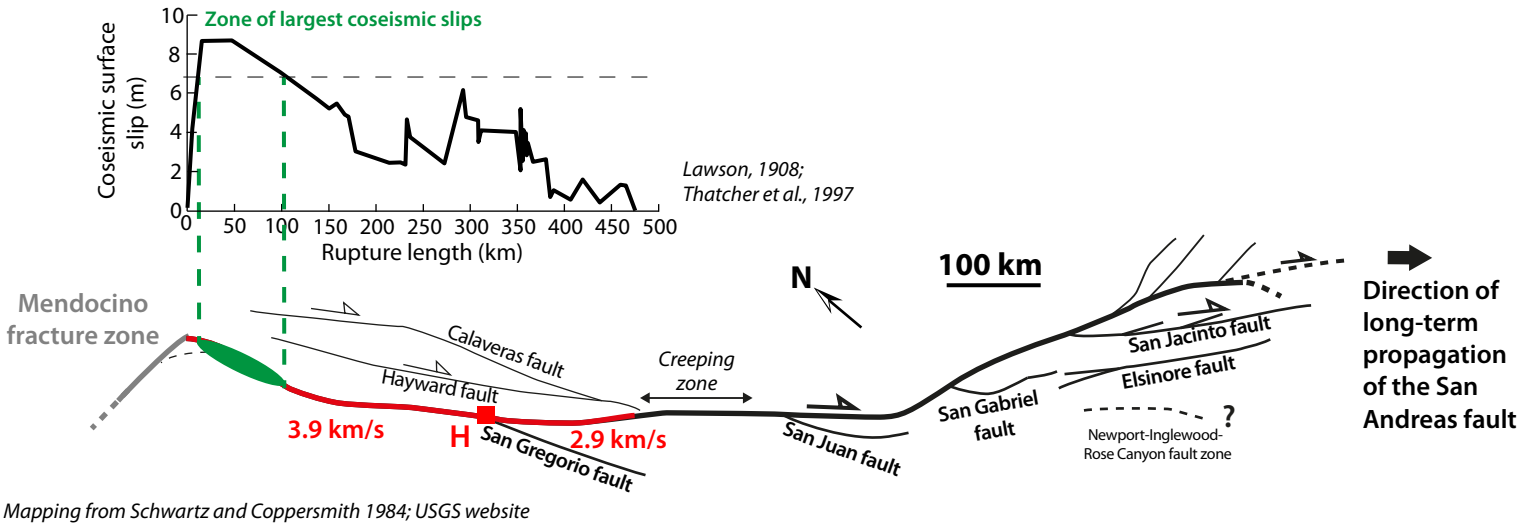 Zone of largest coseismic slips
Coseismic surface
slip (m)
10
8
6
4
2
0
0 50 100 150 200 250 300 350 400 450 500
Rupture length (km)
Lawson, 1908;
Thatcher et al., 1997
Mendocino
fracture zone
N
100 km
Direction of
long-term
propagation
of the San
Andreas fault
Calaveras fault
Hayward fault
Creeping
zone
San Jacinto fault
Elsinore fault
San Gabriel
fault
3.9 km/s
H
San Gregorio fault
2.9 km/s
San Juan fault
?
Newport-Inglewood-
Rose Canyon fault zone
Mapping from Schwartz and Coppersmith 1984; USGS website